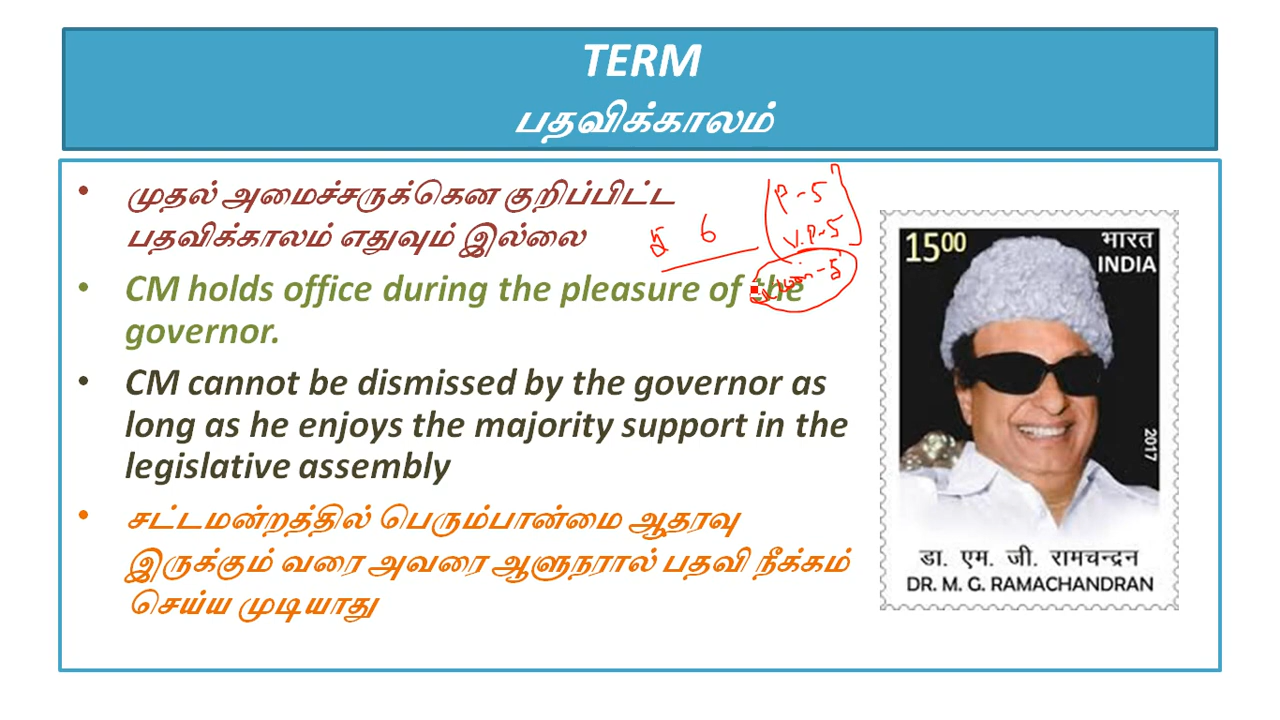 TERM
பதவிக்காலம்
• முதல் அமைச்சருக்கென குறிப்பிட்ட
பதவிக்காலம் எதுவும் இல்லை
6
P-5
V.P-5
• CM holds office during the pleasure of the
governor.
• CM cannot be dismissed by the governor as
long as he enjoys the majority support in the
legislative assembly
• சட்டமன்றத்தில் பெரும்பான்மை ஆதரவு
இருக்கும் வரை அவரை ஆளுநரால் பதவி நீக்கம்
செய்ய முடியாது
1500
भारत
INDIA
2017
डा. एम. जी. रामचन्द्रन
DR. M. G. RAMACHANDRAN